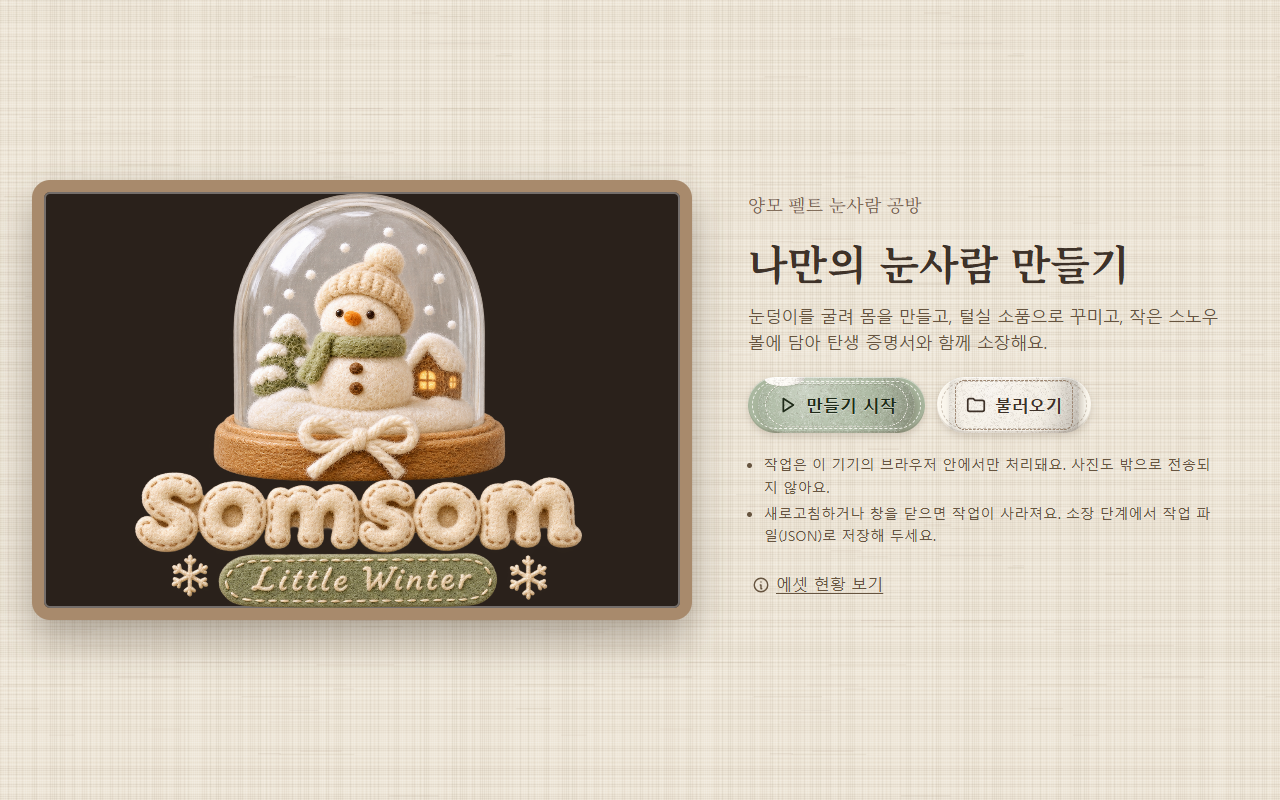 SomSom
Little Winter
양모 펠트 눈사람 공방
나만의 눈사람 만들기
눈덩이를 굴려 몸을 만들고, 털실 소품으로 꾸미고, 작은 스노우
볼에 담아 탄생 증명서와 함께 소장해요.
만들기 시작
불러오기
작업은 이 기기의 브라우저 안에서만 처리돼요. 사진도 밖으로 전송되
지 않아요.
새로고침하거나 창을 닫으면 작업이 사라져요. 소장 단계에서 작업 파
일(JSON)로 저장해 두세요.
에셋 현황 보기